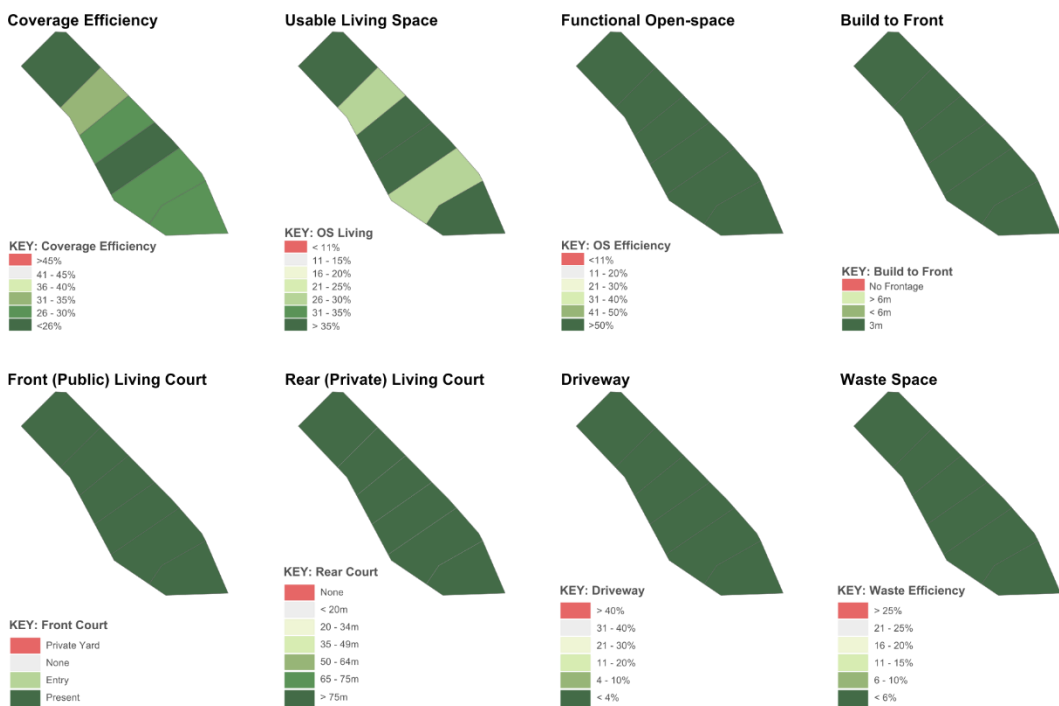 Coverage Efficiency
KEY: Coverage Efficiency
>45%
41 - 45%
36 - 40%
31 - 35%
26 - 30%
<26%
Usable Living Space
KEY: OS Living
< 11%
11 - 15%
16 - 20%
21 - 25%
26 - 30%
31 - 35%
> 35%
Functional Open-space
KEY: OS Efficiency
<11%
11 - 20%
21 - 30%
31 - 40%
41 - 50%
>50%
Build to Front
KEY: Build to Front
No Frontage
> 6m
< 6m
3m
Front (Public) Living Court
KEY: Front Court
Private Yard
None
Entry
Present
Rear (Private) Living Court
KEY: Rear Court
None
< 20m
20 - 34m
35 - 49m
50 - 64m
65 - 75m
> 75m
Driveway
KEY: Driveway
> 40%
31 - 40%
21 - 30%
11 - 20%
4 - 10%
< 4%
Waste Space
KEY: Waste Efficiency
> 25%
21 - 25%
16 - 20%
11 - 15%
6 - 10%
< 6%